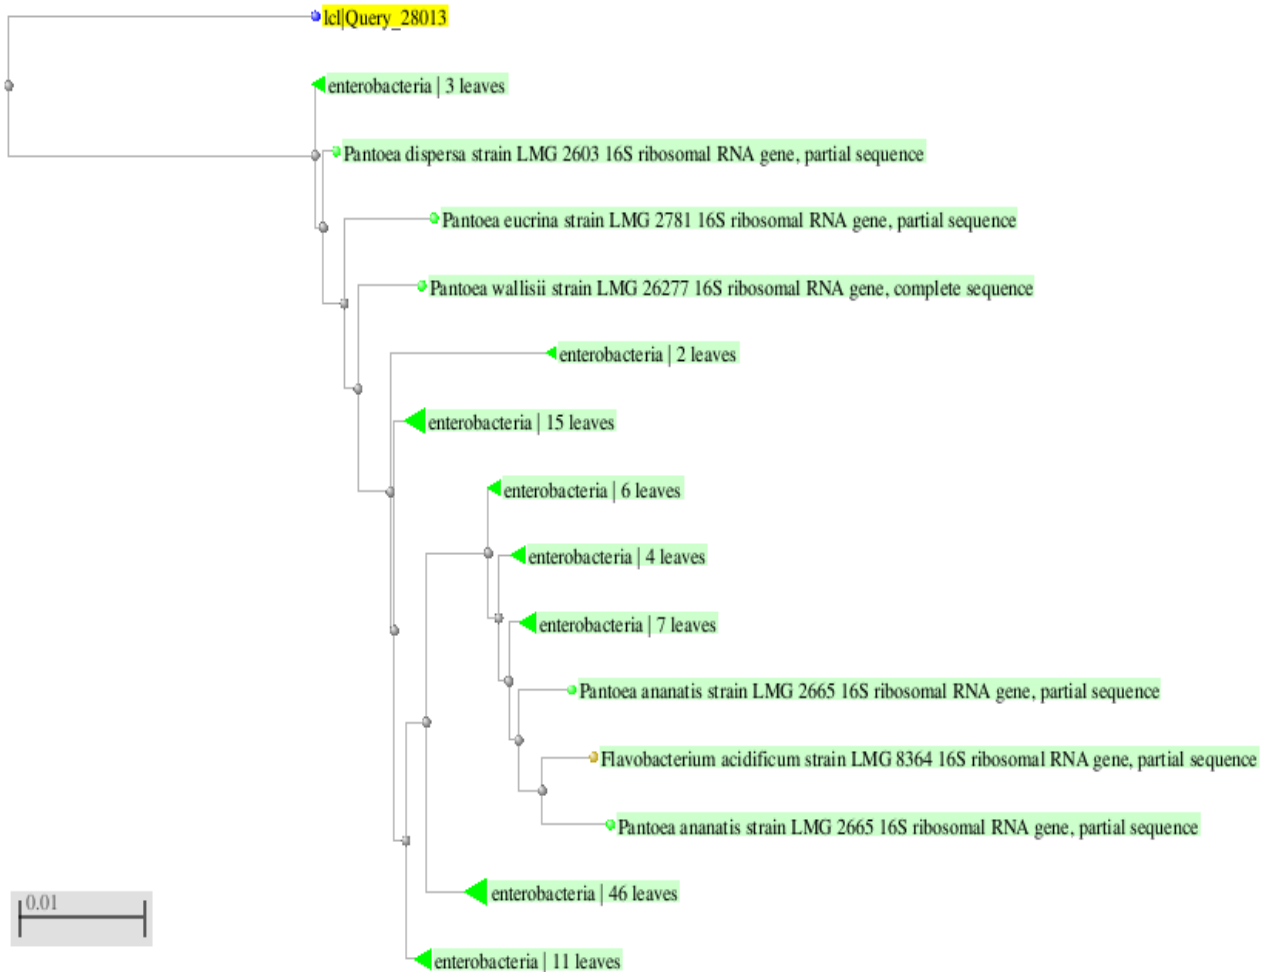 lcl|Query_28013
enterobacteria | 3 leaves
Pantoea dispersa strain LMG 2603 16S ribosomal RNA gene, partial sequence
Pantoea eucrina strain LMG 2781 16S ribosomal RNA gene, partial sequence
Pantoea wallisii strain LMG 26277 16S ribosomal RNA gene, complete sequence
enterobacteria | 2 leaves
enterobacteria | 15 leaves
enterobacteria | 6 leaves
enterobacteria | 4 leaves
enterobacteria | 7 leaves
Pantoea ananatis strain LMG 2665 16S ribosomal RNA gene, partial sequence
Flavobacterium acidificum strain LMG 8364 16S ribosomal RNA gene, partial sequence
Pantoea ananatis strain LMG 2665 16S ribosomal RNA gene, partial sequence
enterobacteria | 46 leaves
0.01
enterobacteria | 11 leaves